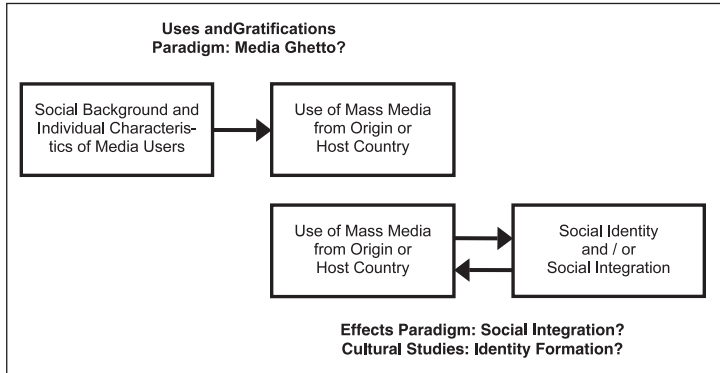 Uses andGratifications
Paradigm: Media Ghetto?
Social Background and
Individual Characteris-
tics of Media Users
Use of Mass Media
from Origin or
Host Country
Use of Mass Media
from Origin or
Host Country
Social Identity
and / or
Social Integration
Effects Paradigm: Social Integration?
Cultural Studies: Identity Formation?